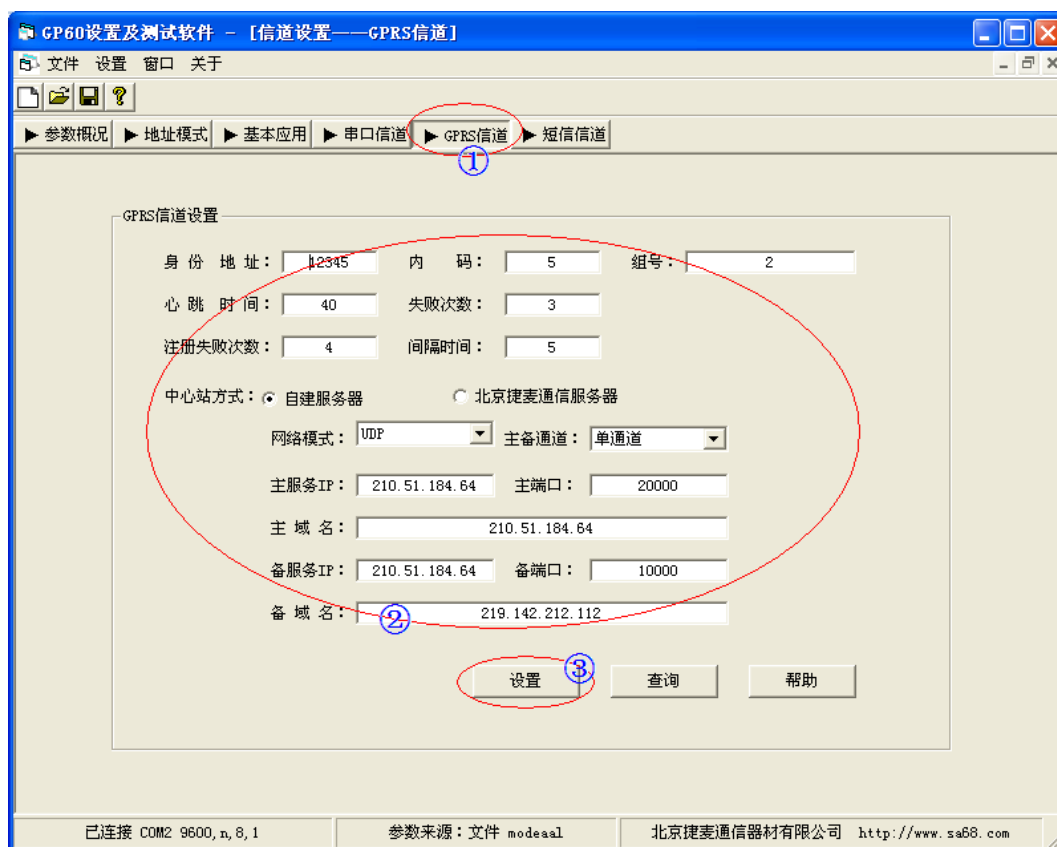 GP60设置及测试软件 - [信道设置——GPRS信道]
文件 设置 窗口 关于
参数概况 地址模式 基本应用 串口信道 GPRS信道 短信信道
①
GPRS信道设置
身份地址： 12345 内码： 5 组号： 2
心跳时间： 40 失败次数： 3
注册失败次数： 4 间隔时间： 5
中心站方式： 自建服务器 北京捷麦通信服务器
网络模式： UDP 主备通道： 单通道
主服务IP： 210.51.184.64 主端口： 20000
主域名： 210.51.184.64
备服务IP： 210.51.184.64 备端口： 10000
备域名： 219.142.212.112
②
③
设置 查询 帮助
已连接 COM2 9600,n,8,1 参数来源：文件 modeaal 北京捷麦通信器材有限公司 http://www.sa68.com